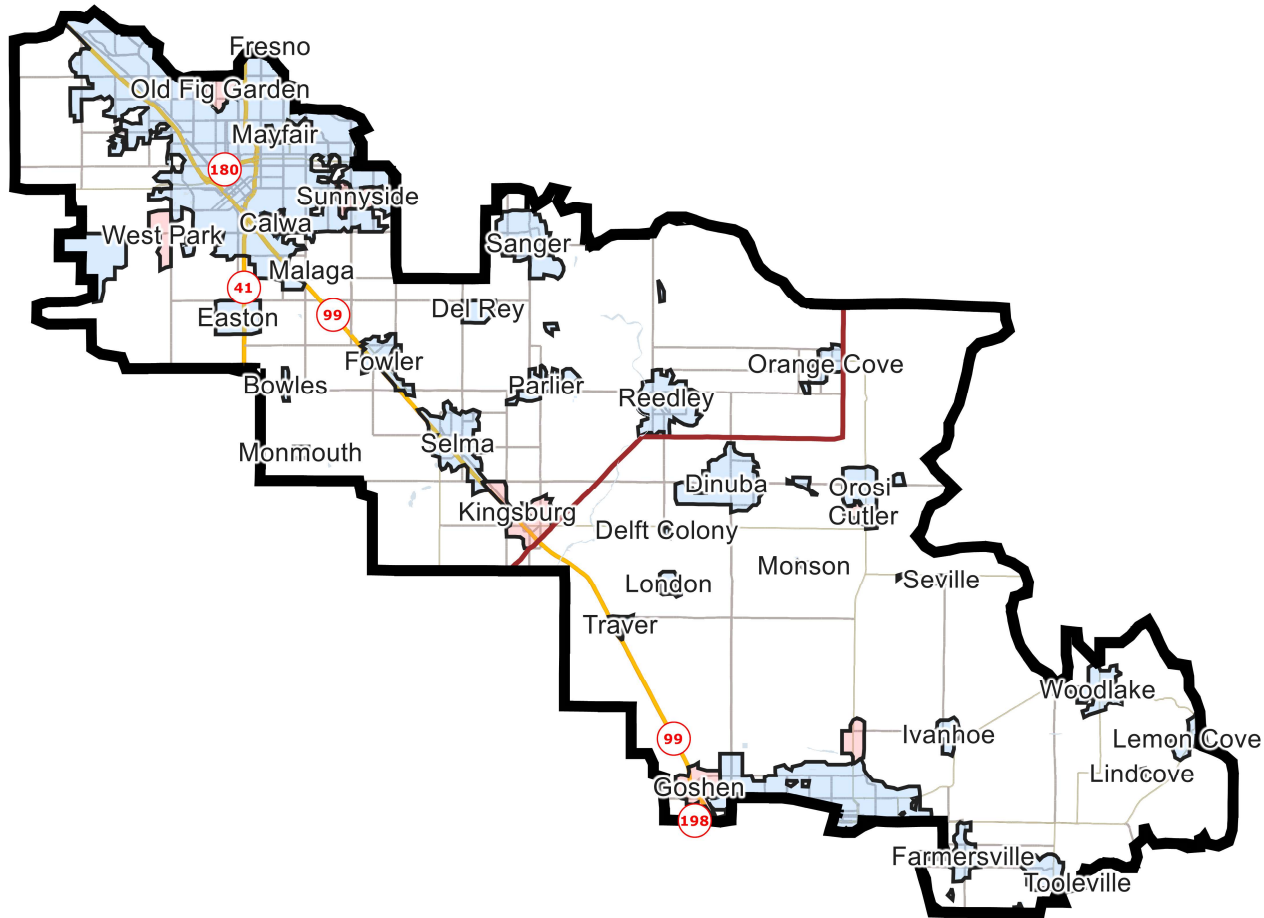 Fresno
Old Fig Garden
Mayfair
180
Sunnyside
Calwa
West Park
Sanger
Malaga
41
99
Easton
Del Rey
Fowler
Orange Cove
Bowles
Parlier
Reedley
Selma
Monmouth
Dinuba
Orosi
Kingsburg
Cutler
Delft Colony
Monson
London
Seville
Traver
Woodlake
99
Ivanhoe
Lemon Cove
Lindcove
Goshen
198
Farmersville
Tooleville